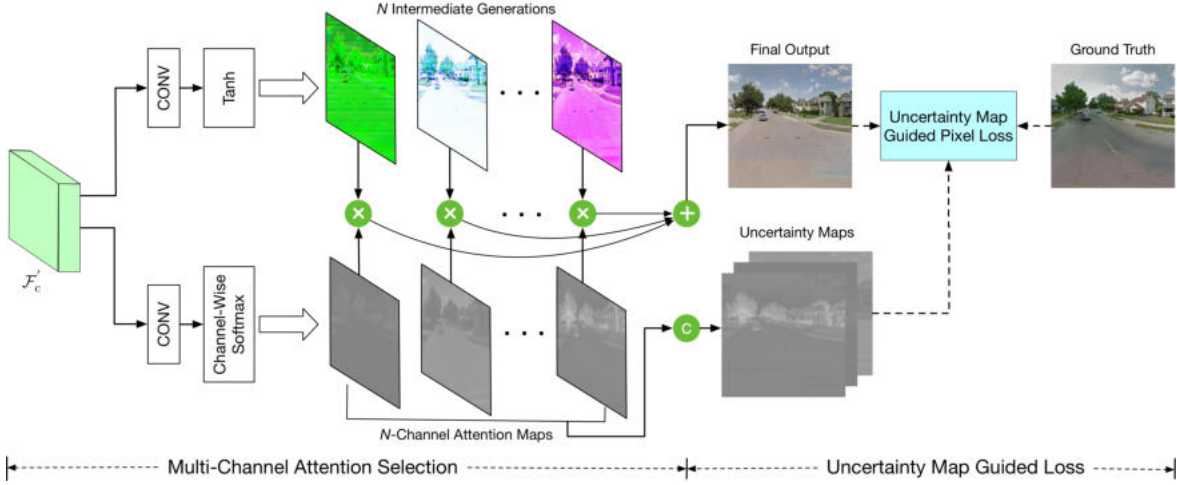 N Intermediate Generations
Final Output
Ground Truth
CONV
Tanh
Uncertainty Map
Guided Pixel Loss
× × ... × +
Uncertainty Maps
F'c
CONV
Channel-Wise
Softmax
C
N-Channel Attention Maps
Multi-Channel Attention Selection
Uncertainty Map Guided Loss